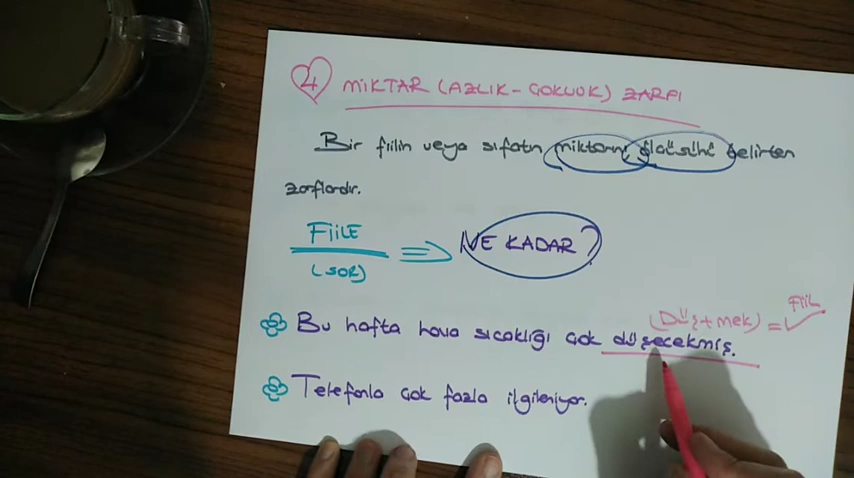 4 MİKTAR (AZLIK-ÇOKLUK) ZARFI
Bir fiilin veya sıfatın miktarını ölçüsünü belirten
zarflardır.
FİİLE
(SOR)
NE KADAR?
(Düş+mek) = FİİL
Bu hafta hava sıcaklığı çok düşecekmiş.
Telefonla çok fazla ilgileniyor.